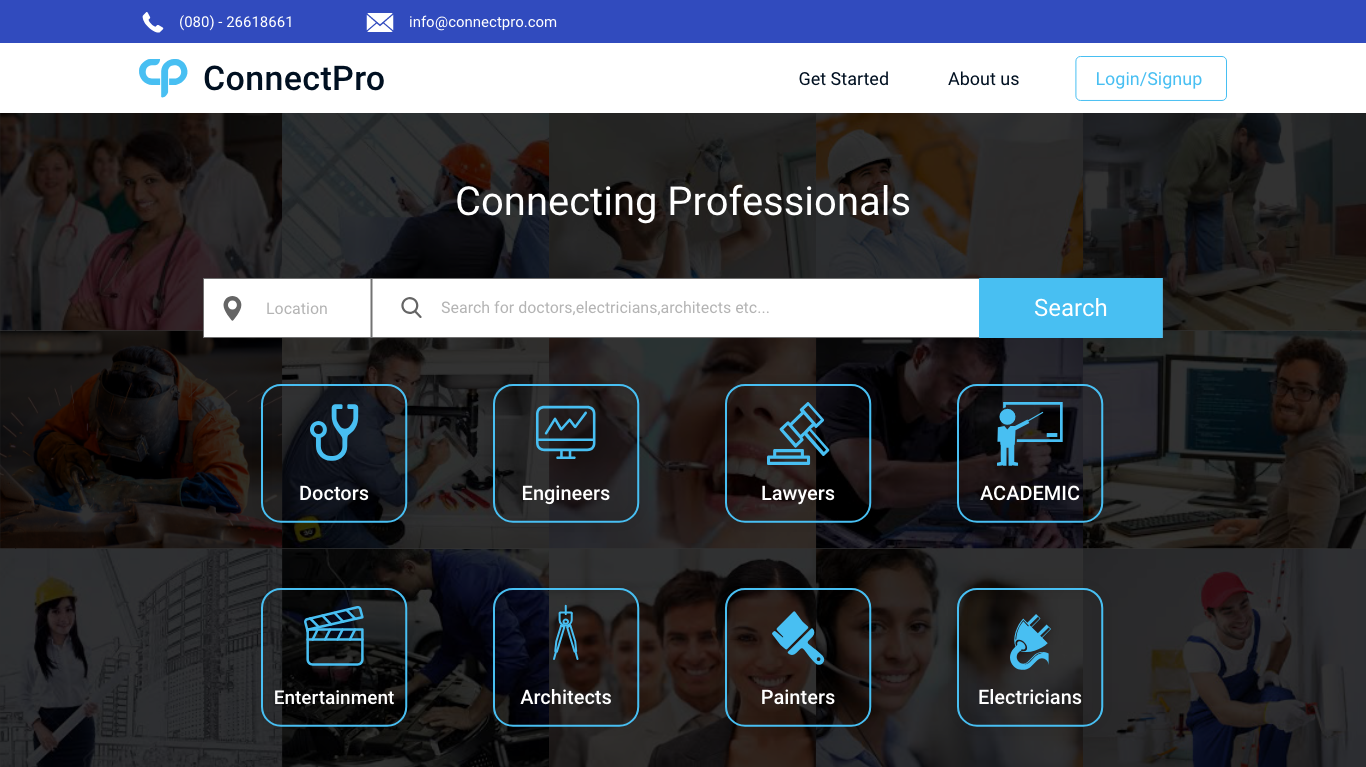 (080) - 26618661
info@connectpro.com
ConnectPro
Get Started
About us
Login/Signup
Connecting Professionals
Location
Search for doctors,electricians,architects etc...
Search
Doctors
Engineers
Lawyers
ACADEMIC
Entertainment
Architects
Painters
Electricians